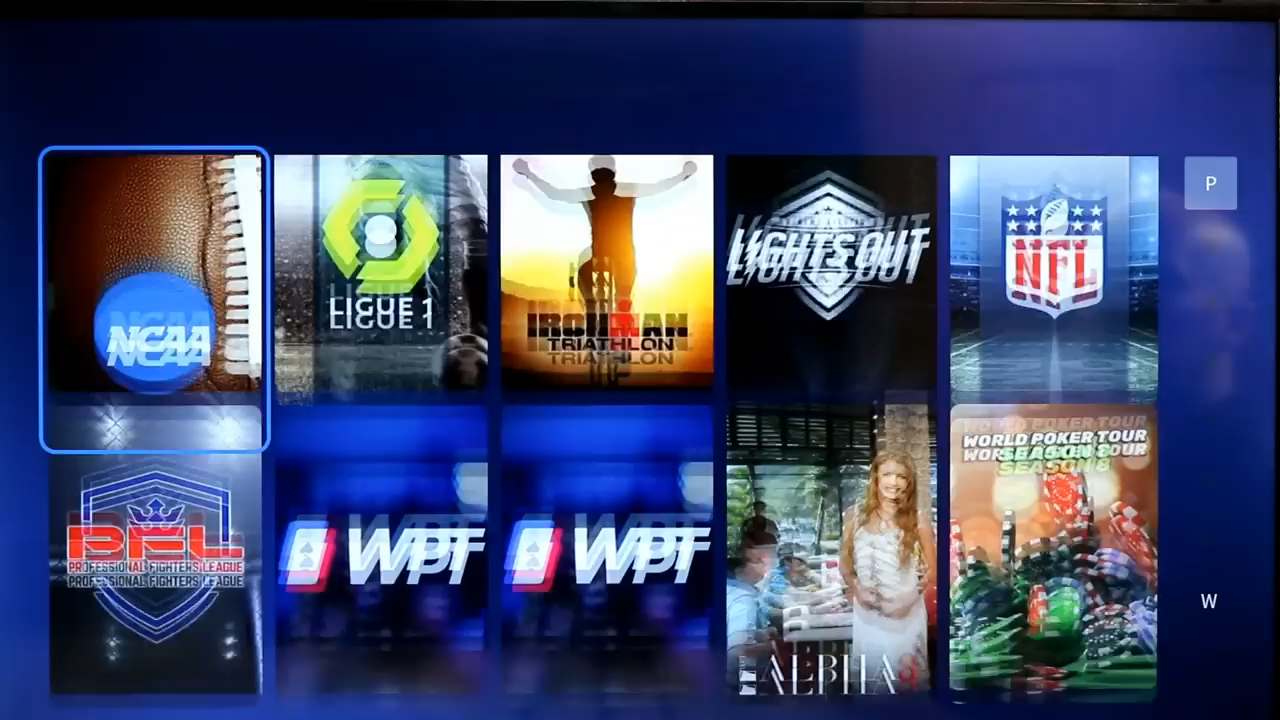 NCAA
LIGUE 1
IRONMAN
TRIATHLON
LIGHTS OUT
NFL
P
PFL
PROFESSIONAL FIGHTERS LEAGUE
WPT
WPT
ALPHA8
WORLD POKER TOUR
SEASON 8
W